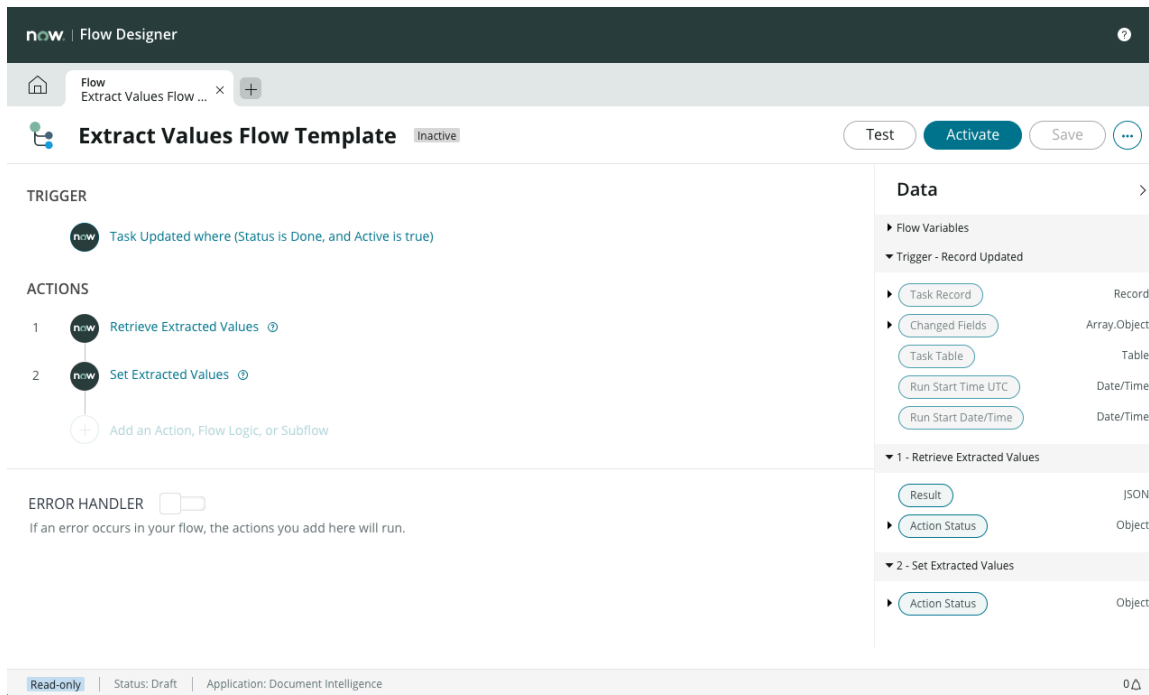 now. | Flow Designer
Flow
Extract Values Flow ...
Extract Values Flow Template Inactive
Test Activate Save
TRIGGER
now Task Updated where (Status is Done, and Active is true)
ACTIONS
1 now Retrieve Extracted Values
2 now Set Extracted Values
Add an Action, Flow Logic, or Subflow
ERROR HANDLER
If an error occurs in your flow, the actions you add here will run.
Data
Flow Variables
Trigger - Record Updated
Task Record Record
Changed Fields Array.Object
Task Table Table
Run Start Time UTC Date/Time
Run Start Date/Time Date/Time
1 - Retrieve Extracted Values
Result JSON
Action Status Object
2 - Set Extracted Values
Action Status Object
Read-only Status: Draft Application: Document Intelligence 0